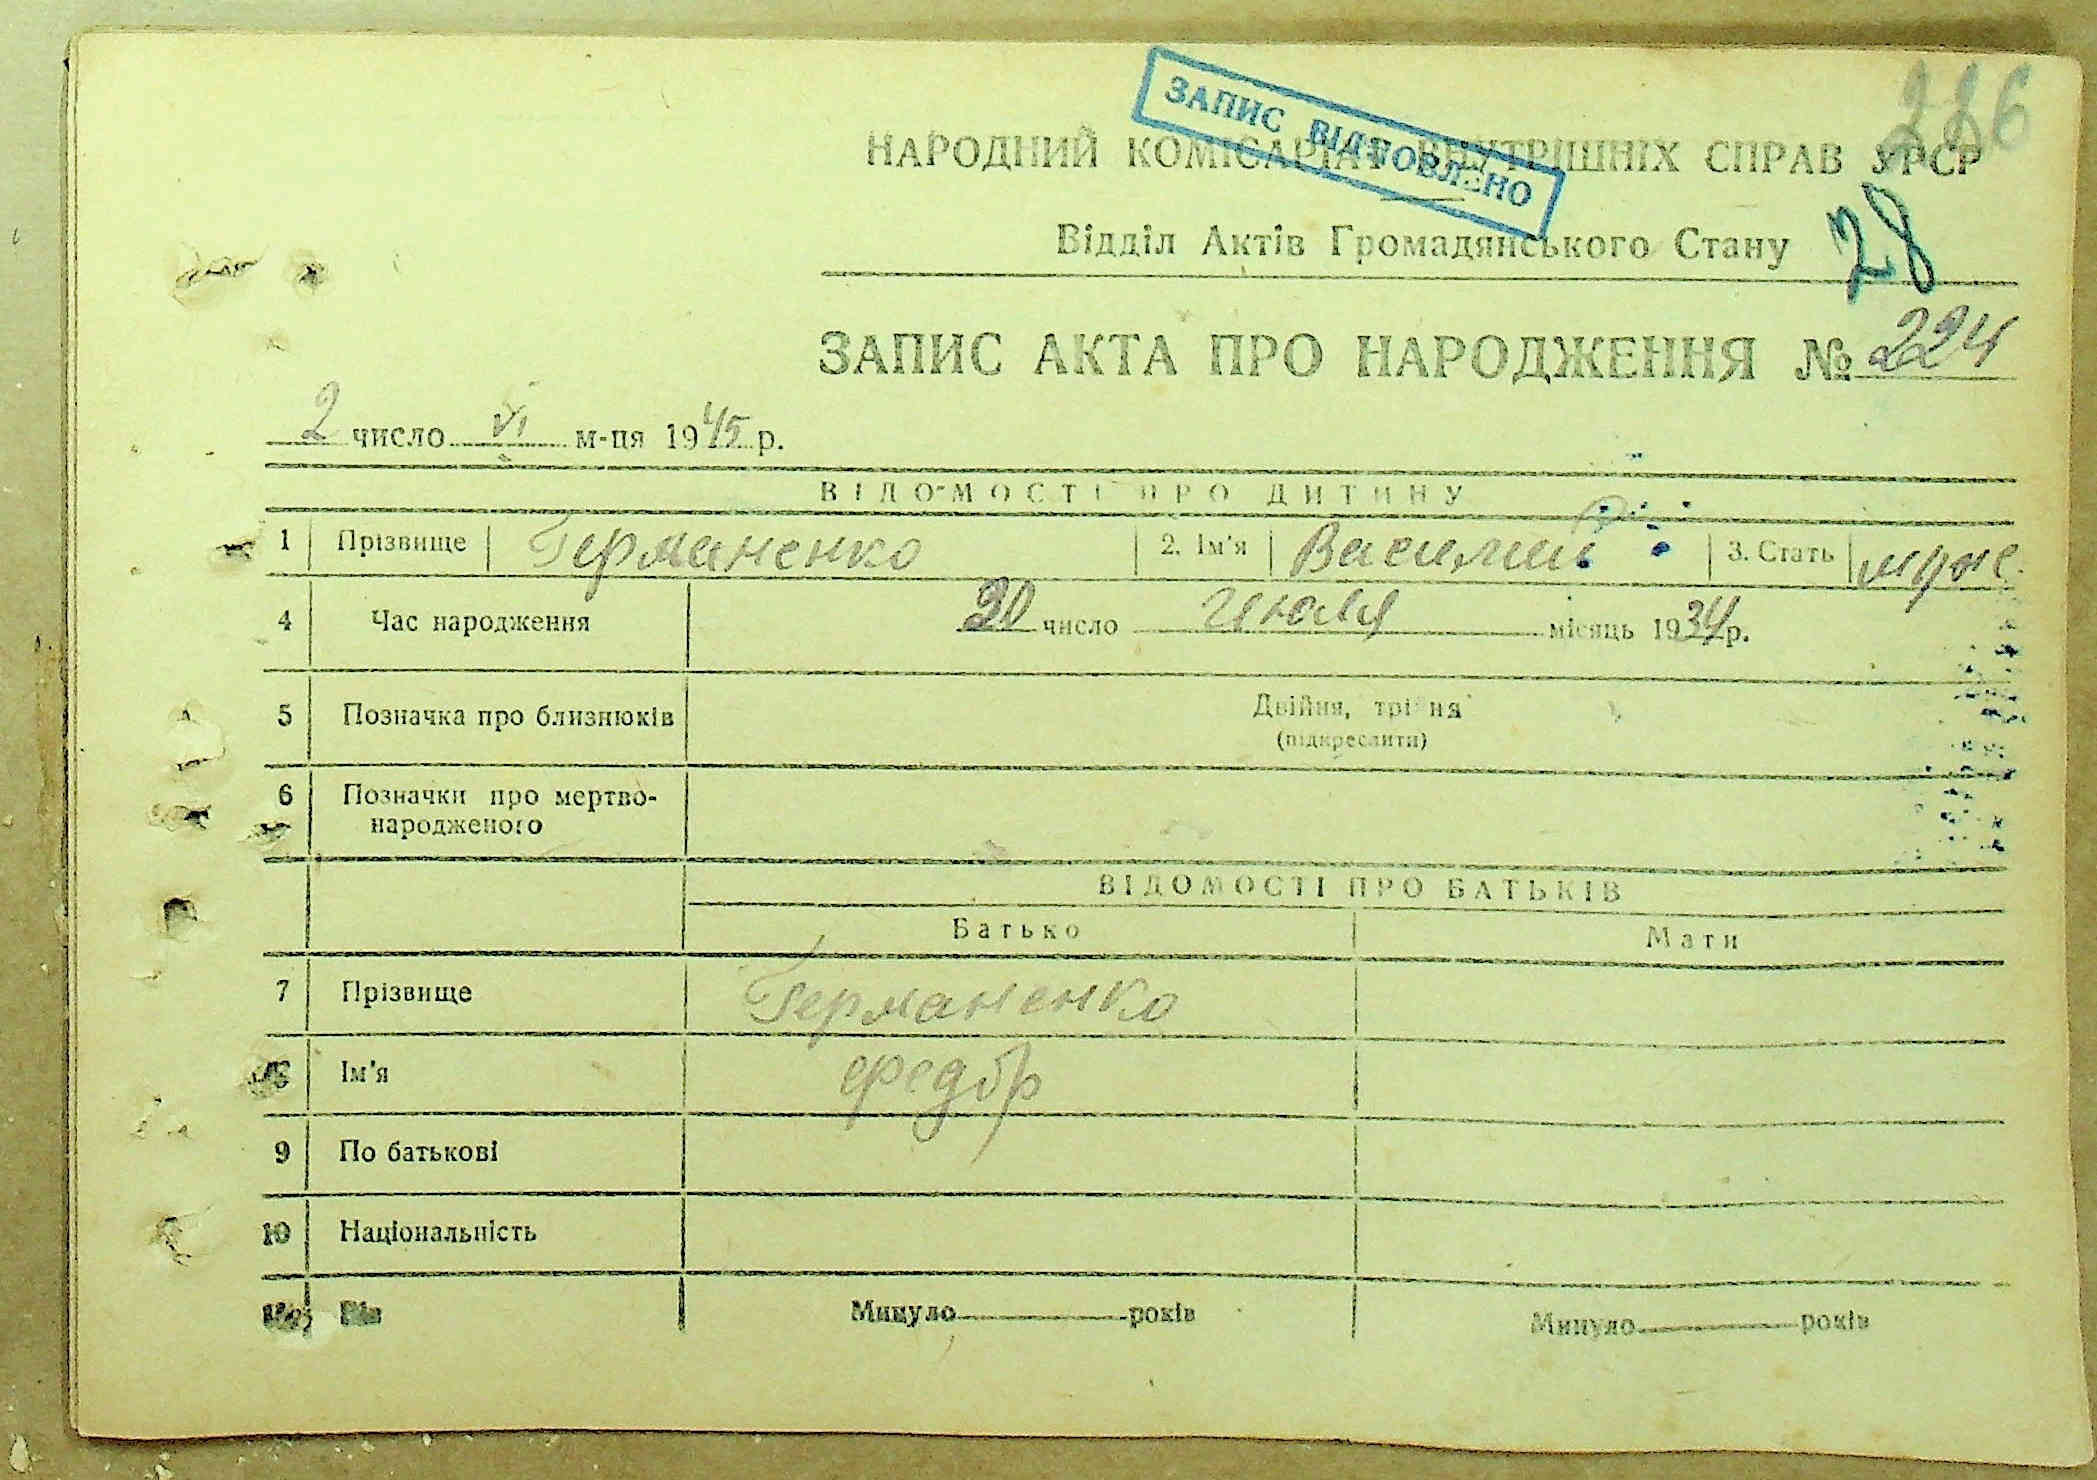 226
ЗАПИС ВІДНОВЛЕНО
НАРОДНИЙ КОМІСАРІАТ ВНУТРІШНІХ СПРАВ УРСР
Відділ Актів Громадянського Стану
28
ЗАПИС АКТА ПРО НАРОДЖЕННЯ № 224
2 число VI м-ця 1945 р.
ВІДОМОСТІ ПРО ДИТИНУ
1 Прізвище Германенко 2. Ім'я Василий 3. Стать муж.
4 Час народження 20 число июля місяць 1934 р.
5 Позначка про близнюків Двійня, трійня
(підкреслити)
6 Позначки про мертво-
народженого
ВІДОМОСТІ ПРО БАТЬКІВ
Батько Мати
7 Прізвище Германенко
8 Ім'я Федор
9 По батькові
10 Національність
Вік Минуло років Минуло років